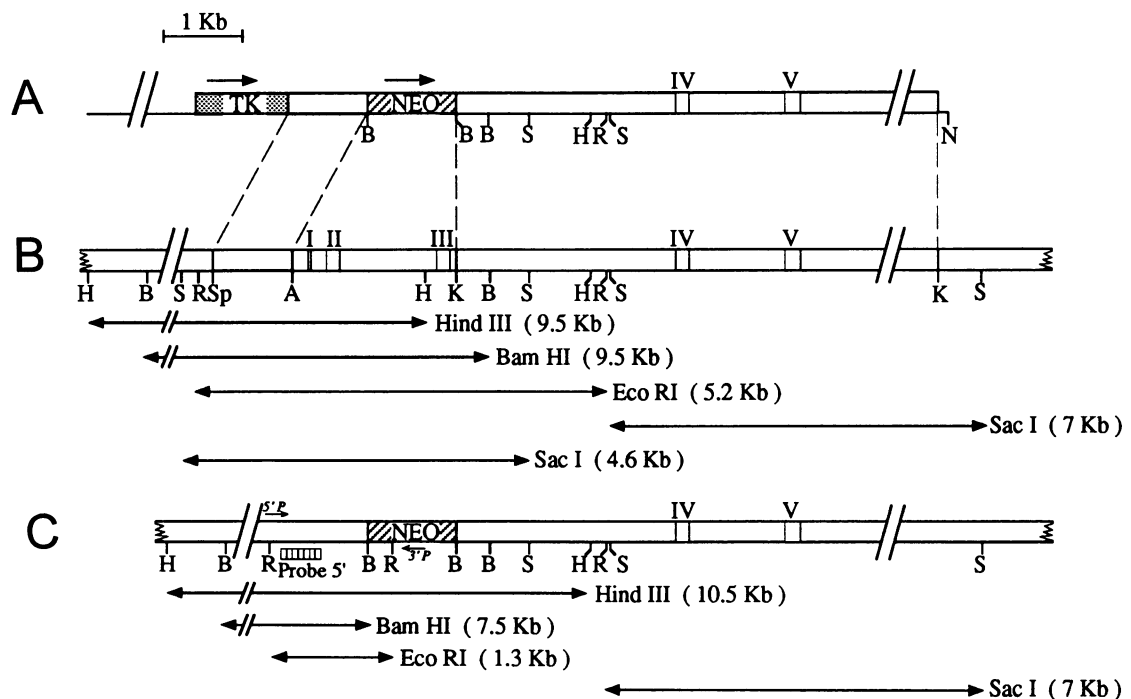 1 Kb
A
TK
NEO
IV
V
B
B B S H R S
N
B
I II III IV V
H B S R Sp A H K B S H R S K S
Hind III ( 9.5 Kb )
Bam HI ( 9.5 Kb )
Eco RI ( 5.2 Kb )
Sac I ( 7 Kb )
Sac I ( 4.6 Kb )
C
5' P
NEO
IV
V
H B R Probe 5' B R 3' P B B S H R S S
Hind III ( 10.5 Kb )
Bam HI ( 7.5 Kb )
Eco RI ( 1.3 Kb )
Sac I ( 7 Kb )